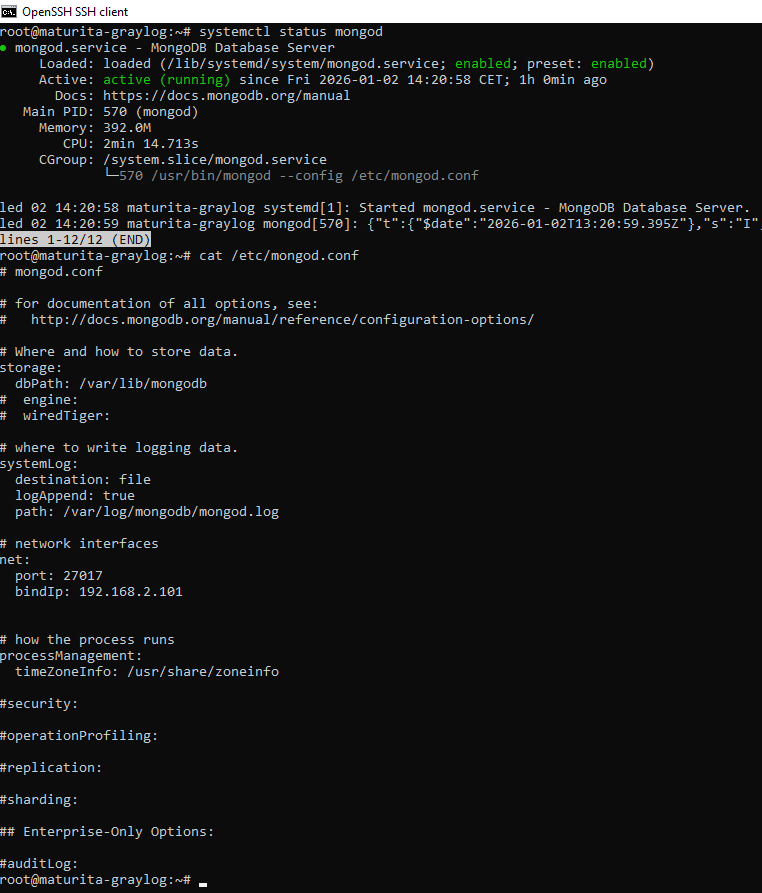 OpenSSH SSH client
root@maturita-graylog:~# systemctl status mongod
● mongod.service - MongoDB Database Server
     Loaded: loaded (/lib/systemd/system/mongod.service; enabled; preset: enabled)
     Active: active (running) since Fri 2026-01-02 14:20:58 CET; 1h 0min ago
       Docs: https://docs.mongodb.org/manual
   Main PID: 570 (mongod)
     Memory: 392.0M
        CPU: 2min 14.713s
     CGroup: /system.slice/mongod.service
             └─570 /usr/bin/mongod --config /etc/mongod.conf

led 02 14:20:58 maturita-graylog systemd[1]: Started mongod.service - MongoDB Database Server.
led 02 14:20:59 maturita-graylog mongod[570]: {"t":{"$date":"2026-01-02T13:20:59.395Z"},"s":"I",
lines 1-12/12 (END)
root@maturita-graylog:~# cat /etc/mongod.conf
# mongod.conf

# for documentation of all options, see:
#   http://docs.mongodb.org/manual/reference/configuration-options/

# Where and how to store data.
storage:
  dbPath: /var/lib/mongodb
#  engine:
#  wiredTiger:

# where to write logging data.
systemLog:
  destination: file
  logAppend: true
  path: /var/log/mongodb/mongod.log

# network interfaces
net:
  port: 27017
  bindIp: 192.168.2.101


# how the process runs
processManagement:
  timeZoneInfo: /usr/share/zoneinfo

#security:

#operationProfiling:

#replication:

#sharding:

## Enterprise-Only Options:

#auditLog:
root@maturita-graylog:~#